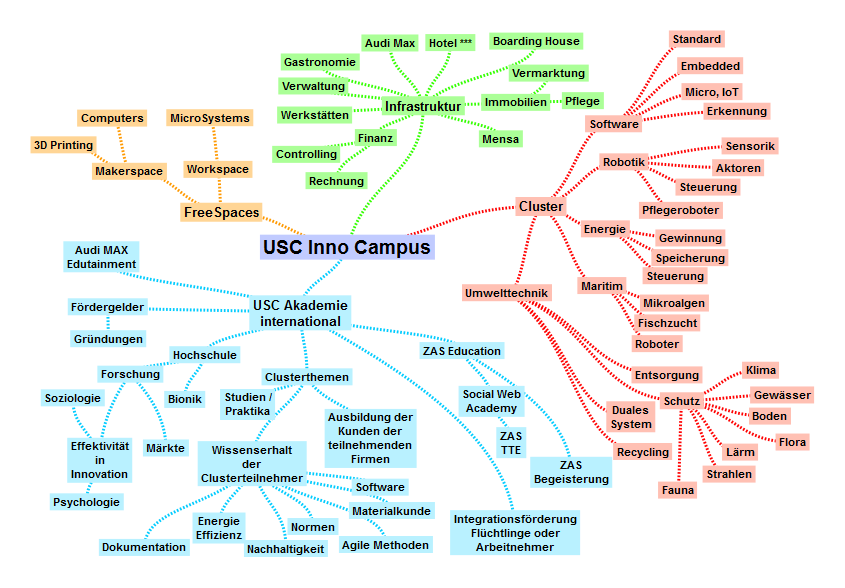 USC Inno Campus
Infrastruktur
Audi Max
Hotel ***
Boarding House
Gastronomie
Verwaltung
Werkstätten
Finanz
Controlling
Rechnung
Immobilien
Vermarktung
Pflege
Mensa
FreeSpaces
Makerspace
Computers
3D Printing
Workspace
MicroSystems
Cluster
Software
Standard
Embedded
Micro, IoT
Erkennung
Robotik
Sensorik
Aktoren
Steuerung
Pflegeroboter
Energie
Gewinnung
Speicherung
Steuerung
Maritim
Mikroalgen
Fischzucht
Roboter
Umwelttechnik
Entsorgung
Schutz
Klima
Gewässer
Boden
Flora
Lärm
Strahlen
Fauna
Duales
System
Recycling
USC Akademie
international
Audi MAX
Edutainment
Fördergelder
Gründungen
Hochschule
Forschung
Bionik
Soziologie
Effektivität
in
Innovation
Psychologie
Märkte
Clusterthemen
Studien /
Praktika
Ausbildung der
Kunden der
teilnehmenden
Firmen
Wissenserhalt
der
Clusterteilnehmer
Software
Materialkunde
Agile Methoden
Normen
Nachhaltigkeit
Energie
Effizienz
Dokumentation
ZAS Education
Social Web
Academy
ZAS
TTE
ZAS
Begeisterung
Integrationsförderung
Flüchtlinge oder
Arbeitnehmer